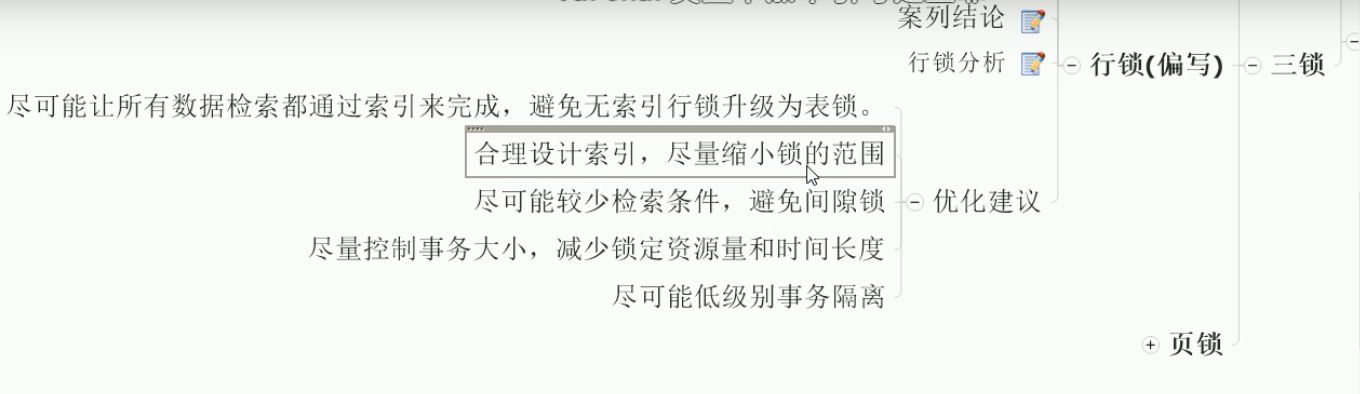 案列结论
行锁分析
行锁(偏写)
三锁
尽可能让所有数据检索都通过索引来完成，避免无索引行锁升级为表锁。
合理设计索引，尽量缩小锁的范围
尽可能较少检索条件，避免间隙锁
优化建议
尽量控制事务大小，减少锁定资源量和时间长度
尽可能低级别事务隔离
页锁